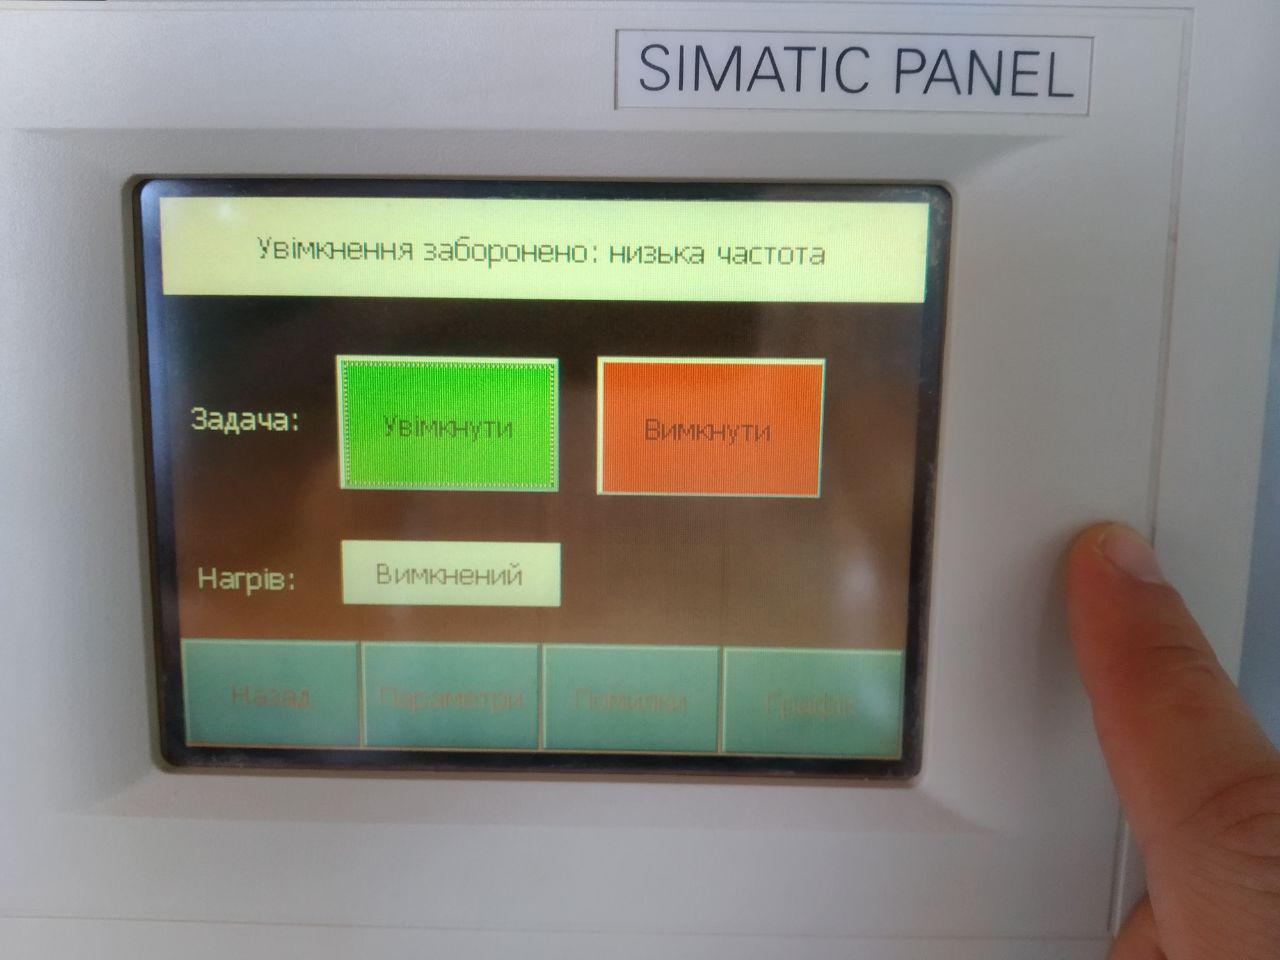 SIMATIC PANEL
Увімкнення заборонено: низька частота
Задача:
Увімкнути
Вимкнути
Нагрів:
Вимкнений
Назад
Параметри
Помилки
Графік